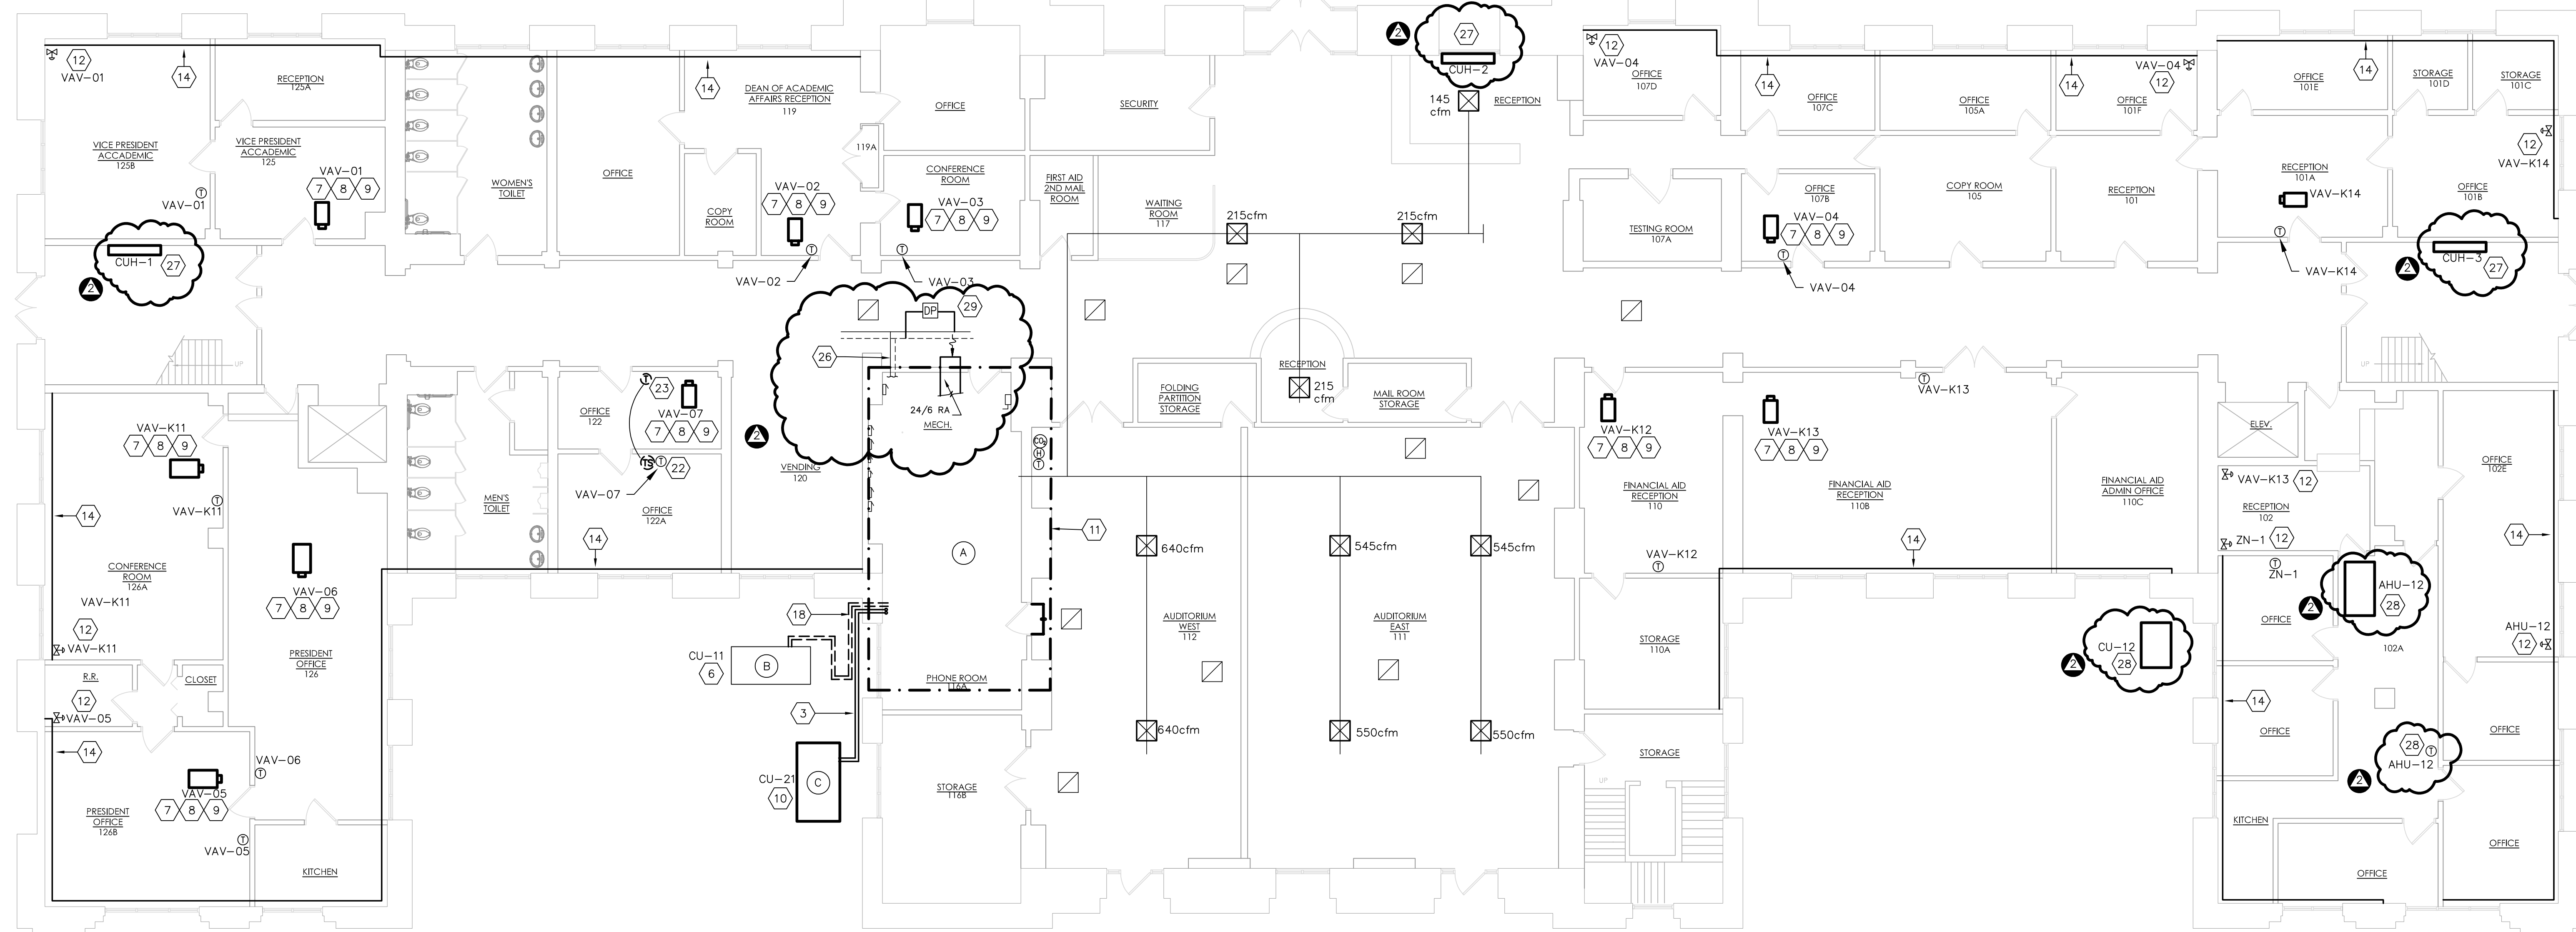 12
VAV-01
14
RECEPTION
125A
VICE PRESIDENT
ACCADEMIC
125B
VICE PRESIDENT
ACCADEMIC
125
VAV-01
7 8 9
T
VAV-01
CUH-1
27
2
UP
WOMEN'S
TOILET
OFFICE
14
DEAN OF ACADEMIC
AFFAIRS RECEPTION
119
119A
COPY
ROOM
VAV-02
7 8 9
T
VAV-02
OFFICE
CONFERENCE
ROOM
VAV-03
7 8 9
T
VAV-03
SECURITY
FIRST AID
2ND MAIL
ROOM
WAITING
ROOM
117
2
27
CUH-2
145
cfm
RECEPTION
215cfm
215cfm
RECEPTION
215
cfm
FOLDING
PARTITION
STORAGE
MAIL ROOM
STORAGE
12
VAV-04
OFFICE
107D
14
OFFICE
107C
OFFICE
105A
14
VAV-04
12
OFFICE
101F
TESTING ROOM
107A
OFFICE
107B
VAV-04
7 8 9
T
VAV-04
COPY ROOM
105
RECEPTION
101
OFFICE
101E
14
STORAGE
101D
STORAGE
101C
12
VAV-K14
RECEPTION
101A
VAV-K14
OFFICE
101B
T
VAV-K14
CUH-3
27
2
UP
DP
29
26
24/6 RA
MECH.
2
VENDING
120
CO2
H
T
11
A
PHONE ROOM
116A
STORAGE
116B
18
CU-11
6
B
3
CU-21
10
C
T
23
OFFICE
122
VAV-07
7 8 9
TS
T
22
VAV-07
OFFICE
122A
14
MEN'S
TOILET
VAV-K11
7 8 9
T
VAV-K11
14
CONFERENCE
ROOM
126A
VAV-K11
12
VAV-K11
R.R.
12
VAV-05
CLOSET
14
VAV-06
7 8 9
PRESIDENT
OFFICE
126
VAV-06
T
VAV-05
7 8 9
PRESIDENT
OFFICE
126B
T
VAV-05
KITCHEN
640cfm
545cfm
545cfm
AUDITORIUM
WEST
112
AUDITORIUM
EAST
111
640cfm
550cfm
550cfm
VAV-K12
7 8 9
FINANCIAL AID
RECEPTION
110
VAV-K12
T
STORAGE
110A
STORAGE
UP
VAV-K13
7 8 9
T
VAV-K13
FINANCIAL AID
RECEPTION
110B
FINANCIAL AID
ADMIN OFFICE
110C
14
CU-12
28
2
ELEV.
VAV-K13
12
RECEPTION
102
ZN-1
12
T
ZN-1
OFFICE
AHU-12
28
2
OFFICE
102E
14
AHU-12
12
102A
14
OFFICE
OFFICE
28
T
AHU-12
2
KITCHEN
OFFICE
OFFICE